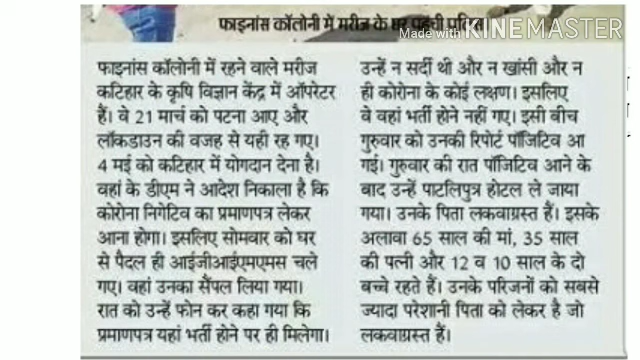 फाइनांस कॉलोनी में मरीज के घर पहुंची पुलिस
Made with KINEMASTER
फाइनांस कॉलोनी में रहने वाले मरीज
कटिहार के कृषि विज्ञान केंद्र में ऑपरेटर
हैं। वे 21 मार्च को पटना आए और
लॉकडाउन की वजह से यही रह गए।
4 मई को कटिहार में योगदान देना है।
वहां के डीएम ने आदेश निकाला है कि
कोरोना निगेटिव का प्रमाणपत्र लेकर
आना होगा। इसलिए सोमवार को घर
से पैदल ही आईजीआईएमएमस चले
गए। वहां उनका सैंपल लिया गया।
रात को उन्हें फोन कर कहा गया कि
प्रमाणपत्र यहां भर्ती होने पर ही मिलेगा।
उन्हें न सर्दी थी और न खांसी और न
ही कोरोना के कोई लक्षण। इसलिए
वे वहां भर्ती होने नहीं गए। इसी बीच
गुरुवार को उनकी रिपोर्ट पॉजिटिव आ
गई। गुरुवार की रात पॉजिटिव आने के
बाद उन्हें पाटलिपुत्र होटल ले जाया
गया। उनके पिता लकवाग्रस्त हैं। इसके
अलावा 65 साल की मां, 35 साल
की पत्नी और 12 व 10 साल के दो
बच्चे रहते हैं। उनके परिजनों को सबसे
ज्यादा परेशानी पिता को लेकर है जो
लकवाग्रस्त हैं।